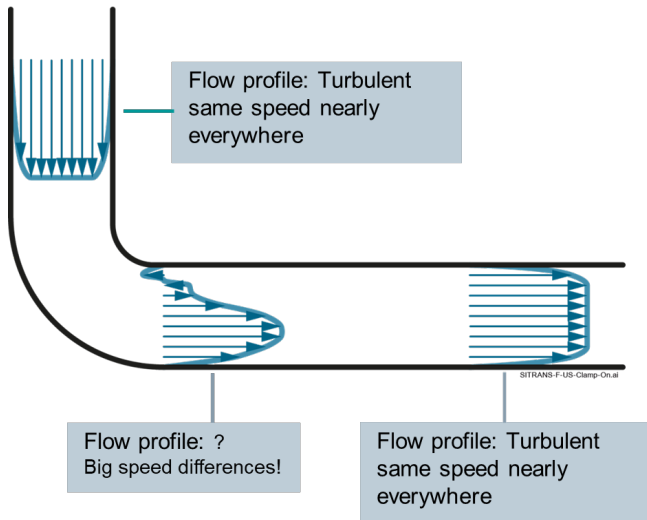 Flow profile: Turbulent
same speed nearly
everywhere
SITRANS-F-US-Clamp-On.ai
Flow profile: ?
Big speed differences!
Flow profile: Turbulent
same speed nearly
everywhere